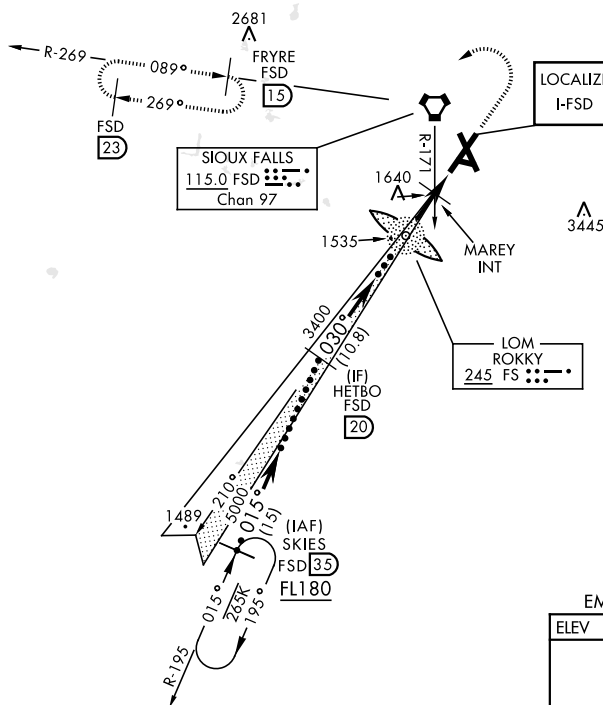 2681
R-269
089°
269°
FRYRE
FSD
15
FSD
23
LOCALIZE
I-FSD
SIOUX FALLS
115.0 FSD
Chan 97
R-171
1640
1535
3445
MAREY
INT
LOM
ROKKY
245 FS
3400
030°
(10.8)
(IF)
HETBO
FSD
20
210°
5000
015°
(15)
1489
(IAF)
SKIES
FSD 35
FL180
015°
265K
195°
R-195
EM
ELEV